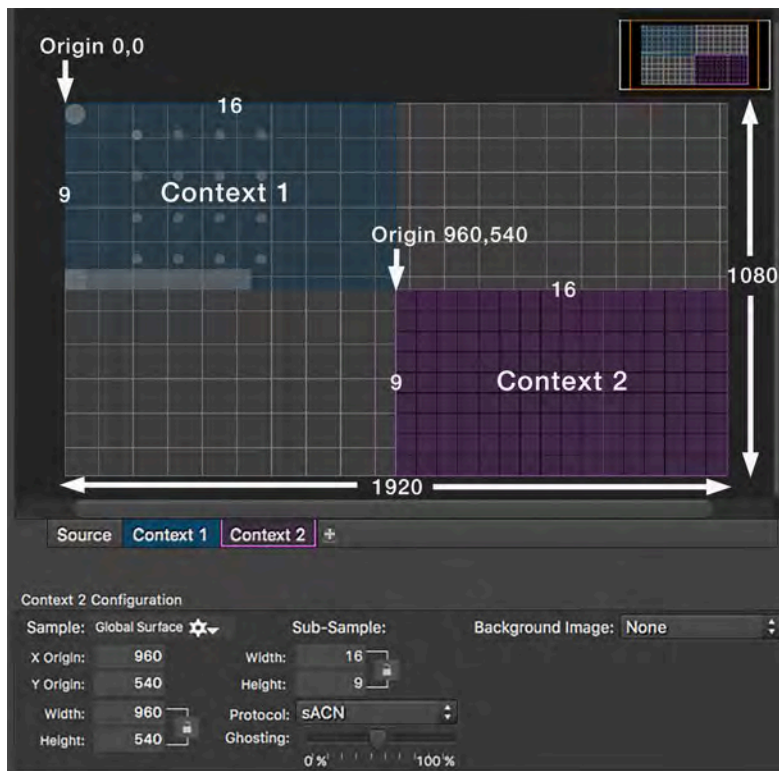 Origin 0,0
16
9
Context 1
Origin 960,540
1080
16
9
Context 2
1920
Source Context 1 Context 2 +
Context 2 Configuration
Sample: Global Surface Sub-Sample: Background Image: None
X Origin: 960 Width: 16
Y Origin: 540 Height: 9
Width: 960 Protocol: sACN
Height: 540 Ghosting:
0% 100%